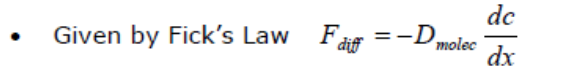 • Given by Fick's Law F_diff = -D_molec dc/dx